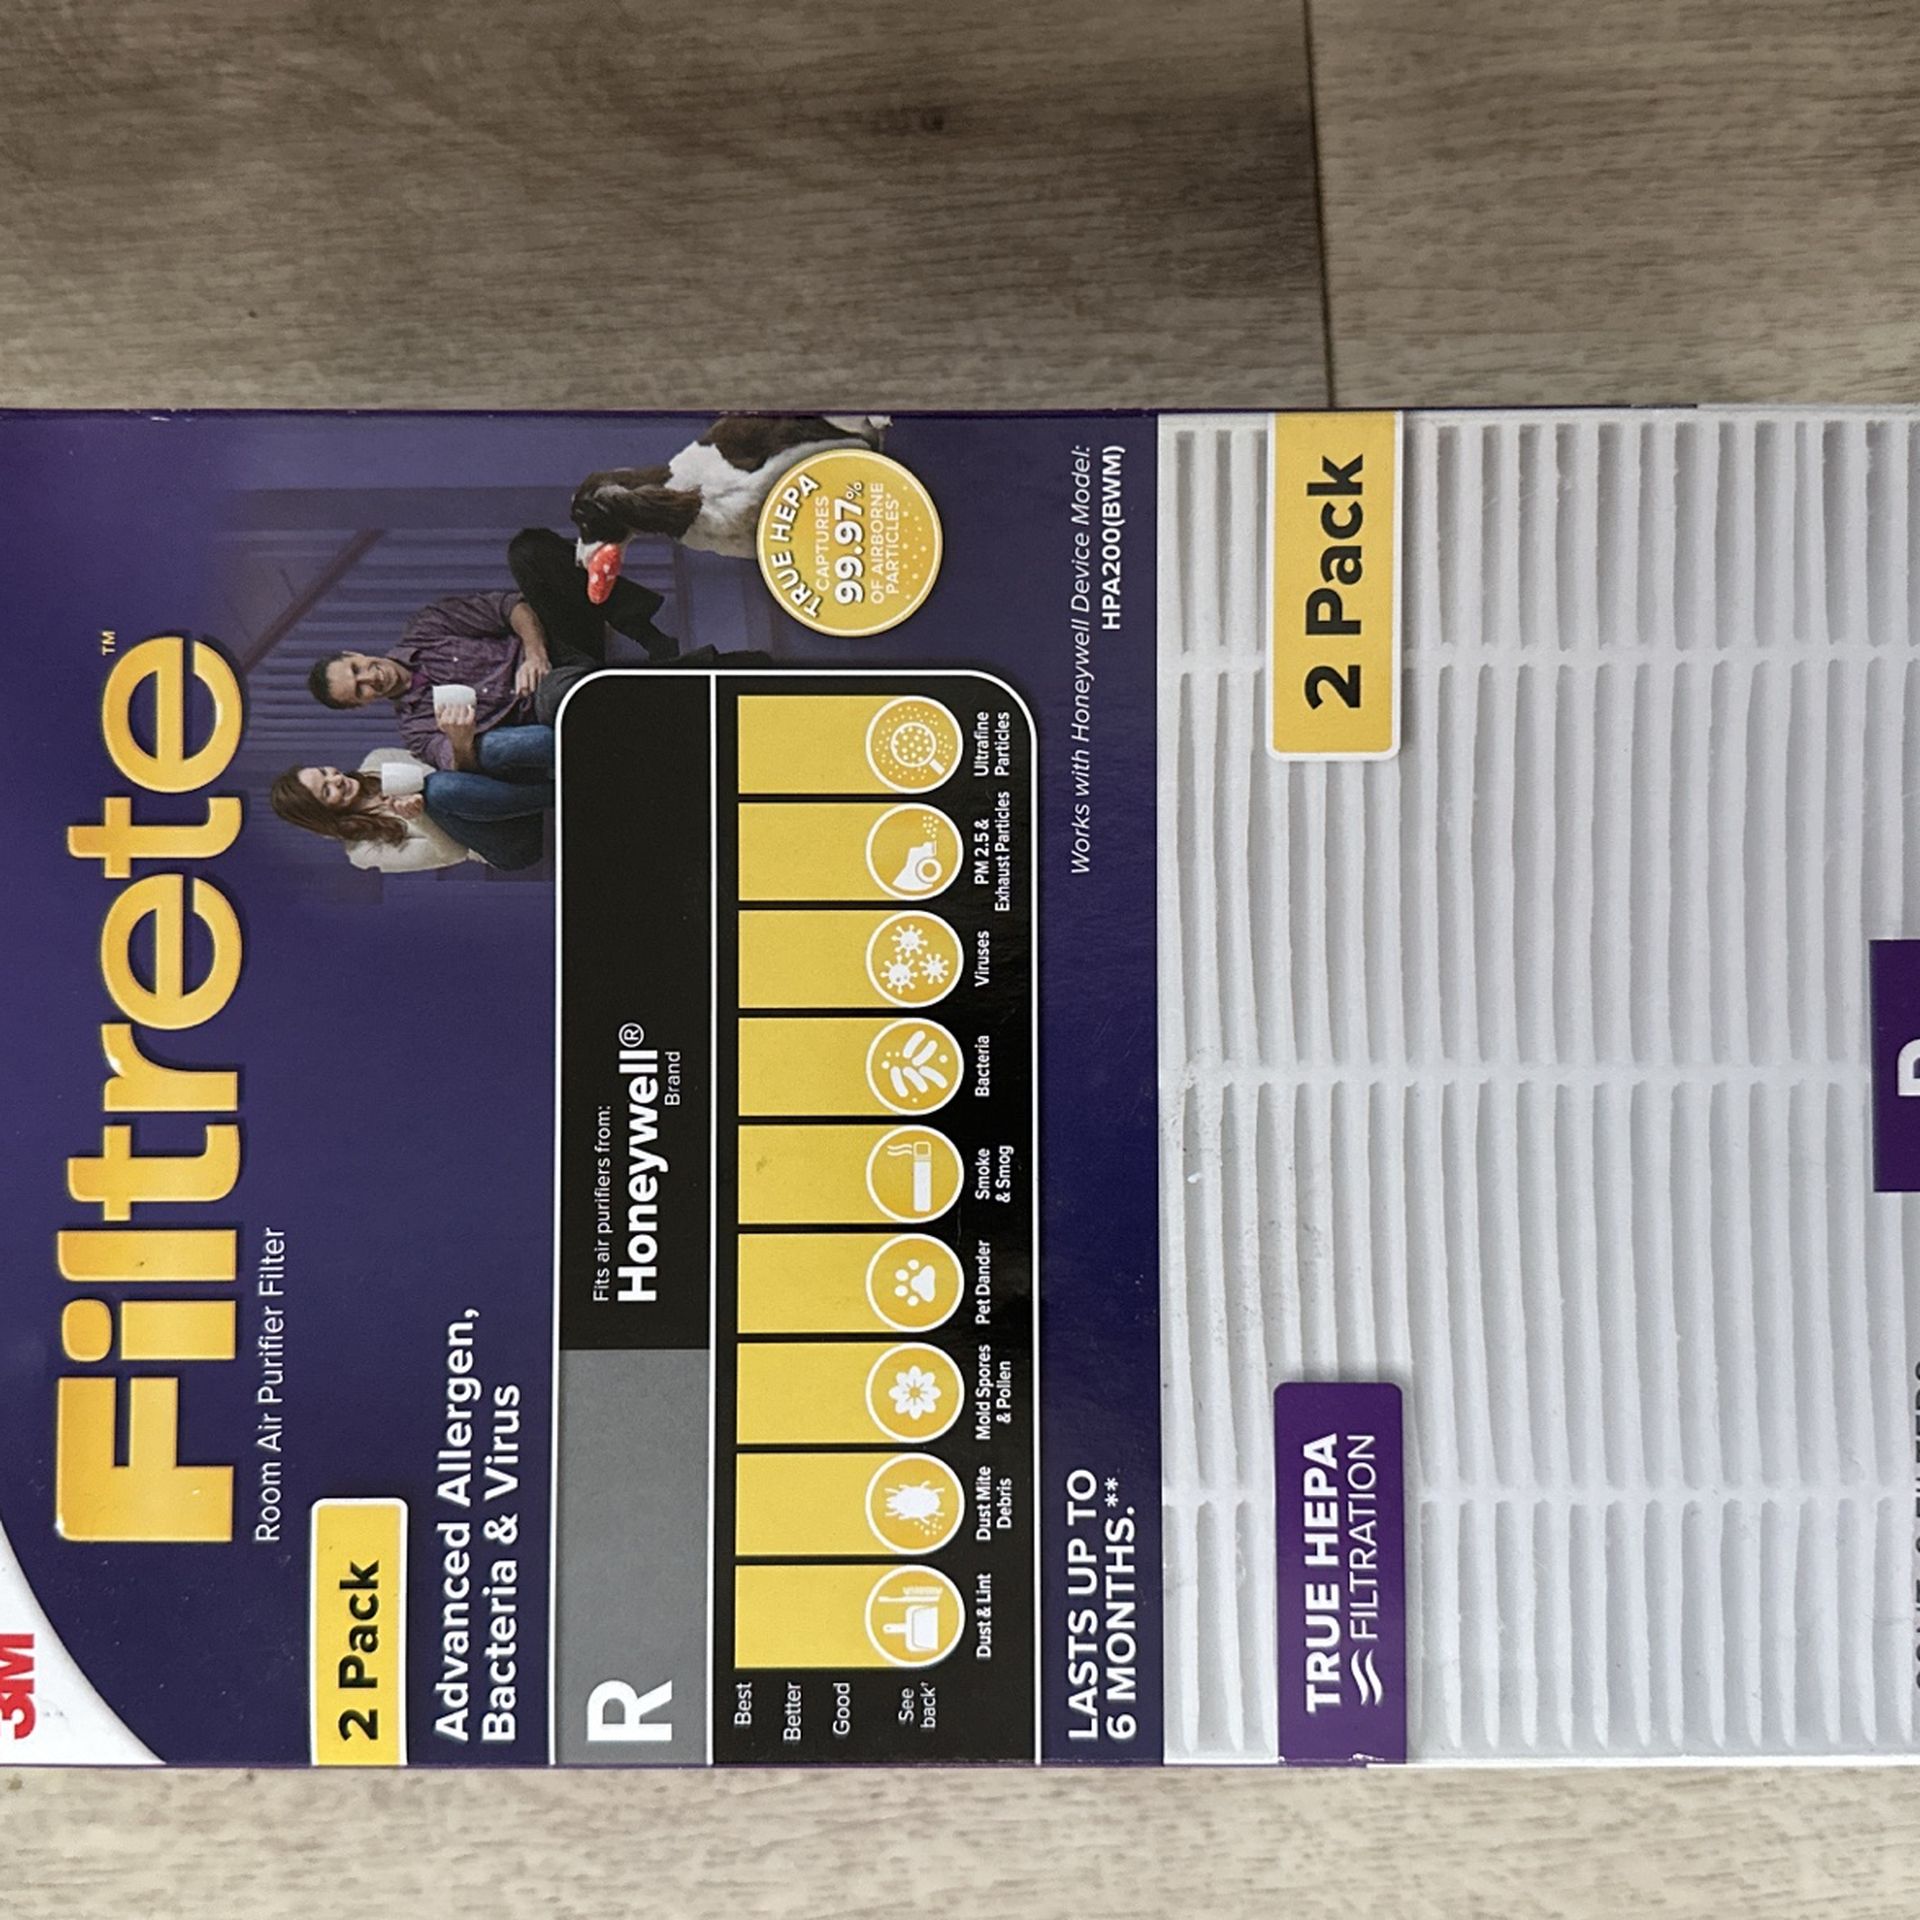 3M
Filtrete™
Room Air Purifier Filter
2 Pack
Advanced Allergen,
Bacteria & Virus
TRUE HEPA
CAPTURES
99.97%
OF AIRBORNE
PARTICLES*
R
Fits air purifiers from:
Honeywell®
Brand
Best
Better
Good
See
back†
Dust & Lint
Dust Mite
Debris
Mold Spores
& Pollen
Pet Dander
Smoke
& Smog
Bacteria
Viruses
PM 2.5 &
Exhaust Particles
Ultrafine
Particles
LASTS UP TO
6 MONTHS.**
Works with Honeywell Device Model:
HPA200(BWM)
TRUE HEPA
FILTRATION
2 Pack